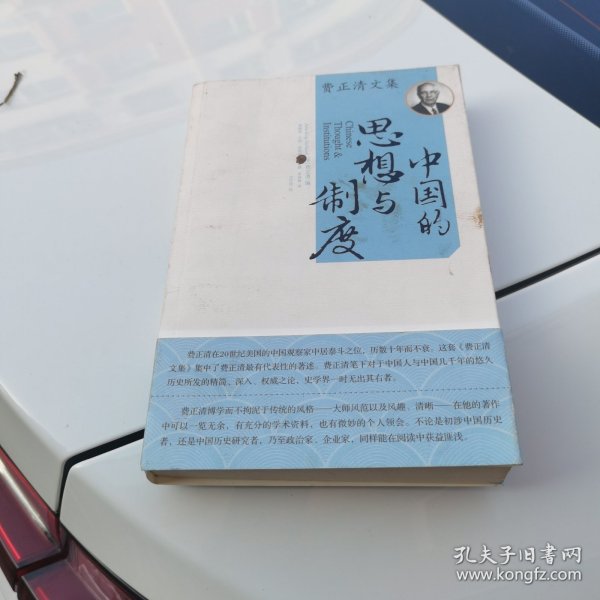 费正清文集
中国的
思想与
制度
Chinese
Thought &
Institutions
费正清在20世纪美国的中国观察家中居泰斗之位，历数十年而不衰。这套《费正清
文集》集中了费正清最有代表性的著述。费正清笔下对于中国人与中国几千年的悠久
历史所发的精简、深入、权威之论，史学界一时无出其右者。
费正清博学而不拘泥于传统的风格——大师风范以及风趣、清晰——在他的著作
中可以一览无余，有充分的学术资料，也有微妙的个人领会。不论是初涉中国历史
者，还是中国历史研究者，乃至政治家、企业家，同样能在阅读中获益匪浅。
孔夫子旧书网
www.kongfz.com